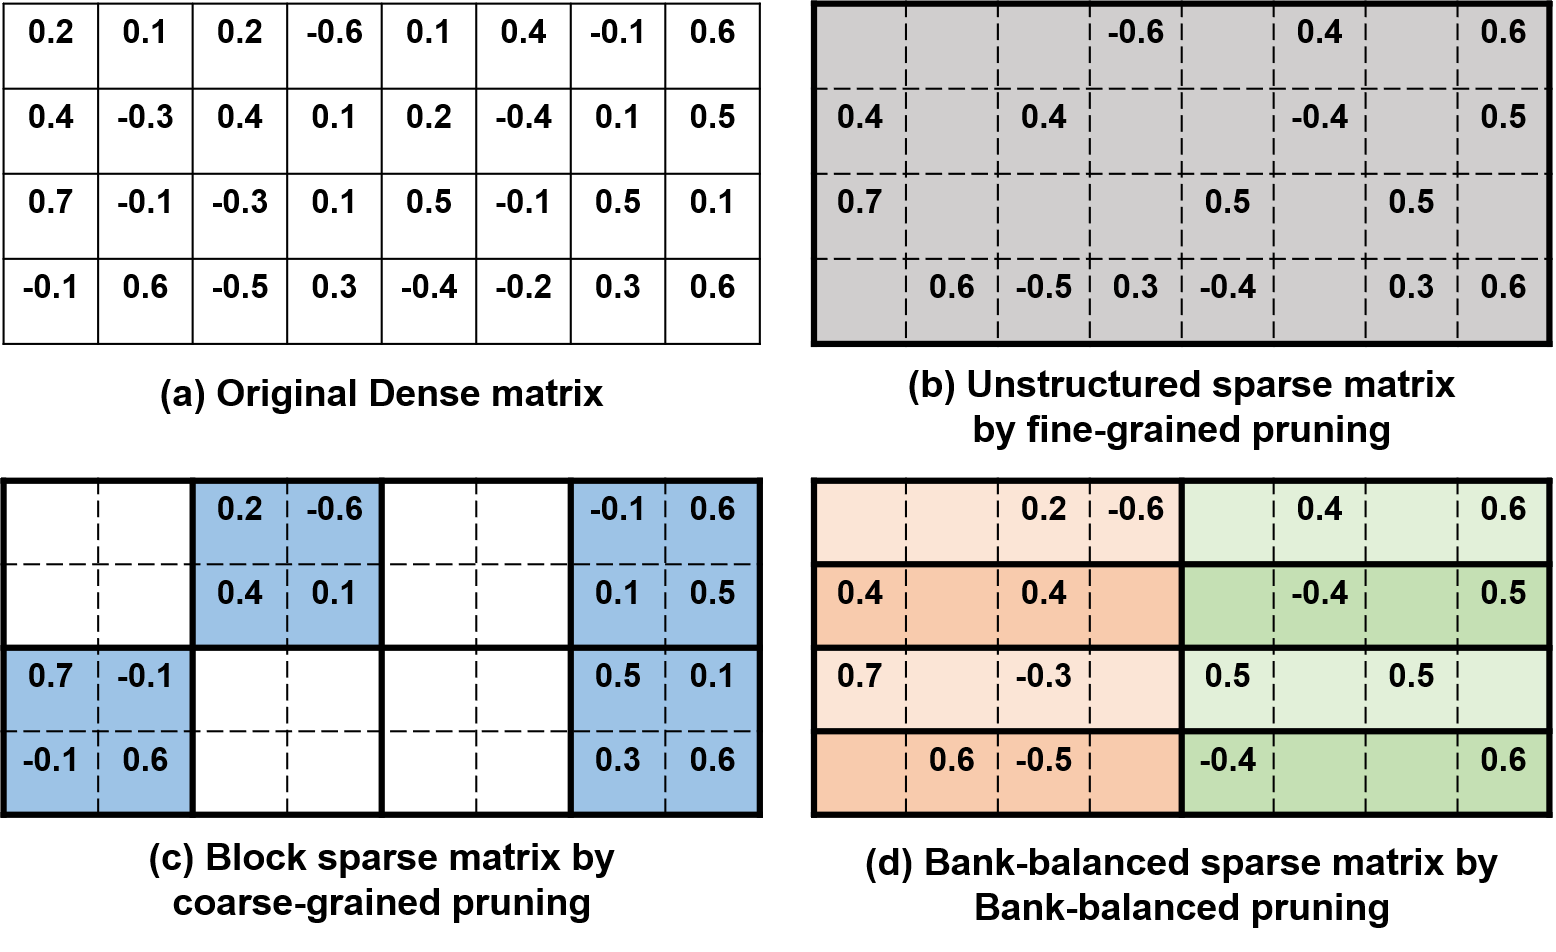 0.2 0.1 0.2 -0.6 0.1 0.4 -0.1 0.6
0.4 -0.3 0.4 0.1 0.2 -0.4 0.1 0.5
0.7 -0.1 -0.3 0.1 0.5 -0.1 0.5 0.1
-0.1 0.6 -0.5 0.3 -0.4 -0.2 0.3 0.6
(a) Original Dense matrix
-0.6 0.4 0.6
0.4 0.4 -0.4 0.5
0.7 0.5 0.5
0.6 -0.5 0.3 -0.4 0.3 0.6
(b) Unstructured sparse matrix
by fine-grained pruning
0.2 -0.6 -0.1 0.6
0.4 0.1 0.1 0.5
0.7 -0.1 0.5 0.1
-0.1 0.6 0.3 0.6
(c) Block sparse matrix by
coarse-grained pruning
0.2 -0.6 0.4 0.6
0.4 0.4 -0.4 0.5
0.7 -0.3 0.5 0.5
0.6 -0.5 -0.4 0.6
(d) Bank-balanced sparse matrix by
Bank-balanced pruning